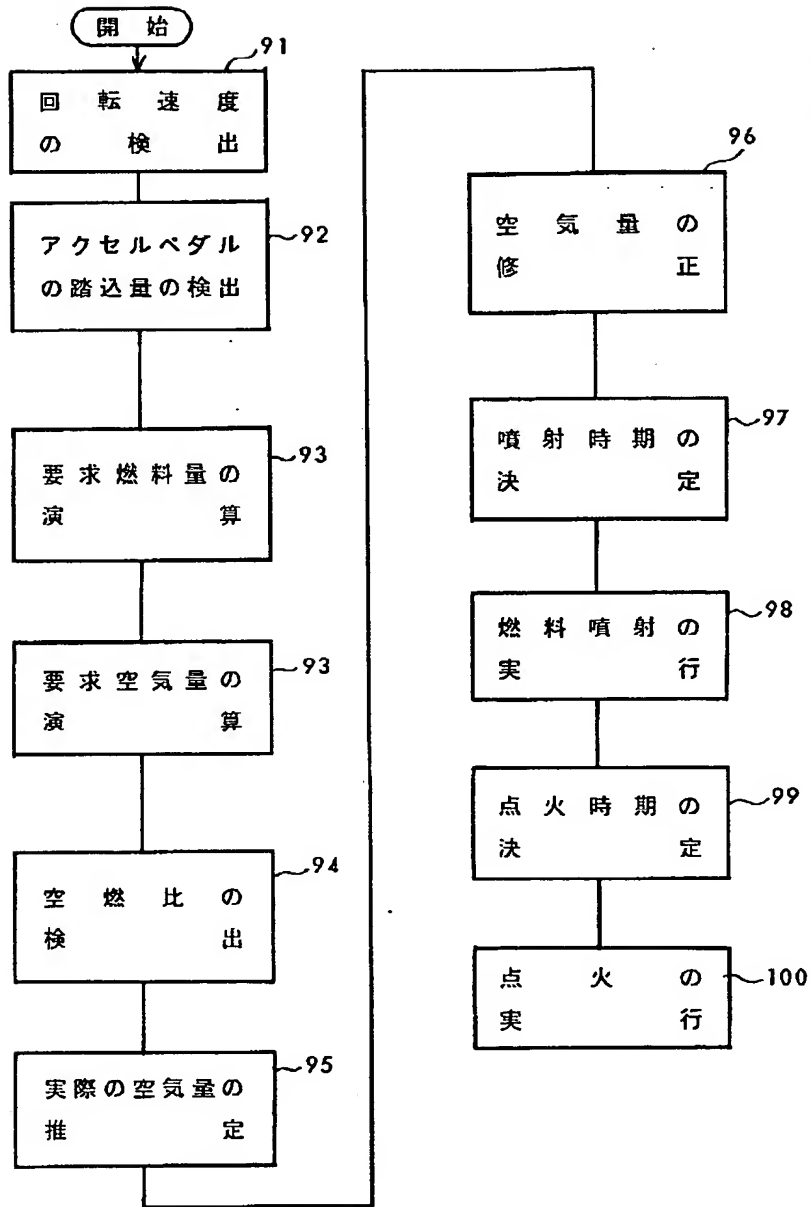 開始
91
回転速度
の検出
92
アクセルペダル
の踏込量の検出
93
要求燃料量の
演算
93
要求空気量の
演算
94
空燃比の
検出
95
実際の空気量の
推定
96
空気量の
修正
97
噴射時期の
決定
98
燃料噴射の
実行
99
点火時期の
決定
100
点火の
実行